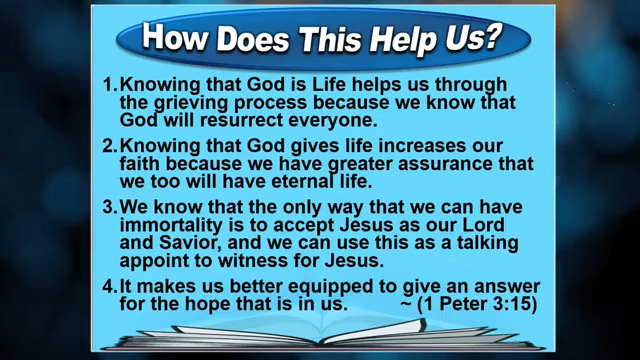 How Does This Help Us?
1.Knowing that God is Life helps us through
the grieving process because we know that
God will resurrect everyone.
2.Knowing that God gives life increases our
faith because we have greater assurance that
we too will have eternal life.
3.We know that the only way that we can have
immortality is to accept Jesus as our Lord
and Savior, and we can use this as a talking
appoint to witness for Jesus.
4.It makes us better equipped to give an answer
for the hope that is in us. ~ (1 Peter 3:15)